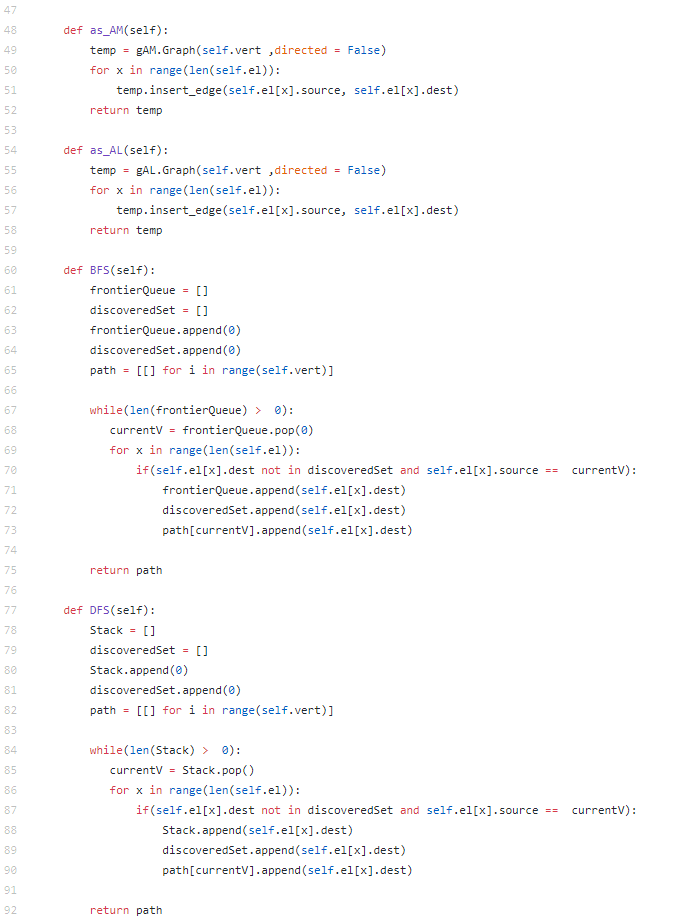 47
48 def as_AM(self):
49 temp = gAM.Graph(self.vert ,directed = False)
50 for x in range(len(self.el)):
51 temp.insert_edge(self.el[x].source, self.el[x].dest)
52 return temp
53
54 def as_AL(self):
55 temp = gAL.Graph(self.vert ,directed = False)
56 for x in range(len(self.el)):
57 temp.insert_edge(self.el[x].source, self.el[x].dest)
58 return temp
59
60 def BFS(self):
61 frontierQueue = []
62 discoveredSet = []
63 frontierQueue.append(0)
64 discoveredSet.append(0)
65 path = [[] for i in range(self.vert)]
66
67 while(len(frontierQueue) >  0):
68 currentV = frontierQueue.pop(0)
69 for x in range(len(self.el)):
70 if(self.el[x].dest not in discoveredSet and self.el[x].source ==  currentV):
71 frontierQueue.append(self.el[x].dest)
72 discoveredSet.append(self.el[x].dest)
73 path[currentV].append(self.el[x].dest)
74
75 return path
76
77 def DFS(self):
78 Stack = []
79 discoveredSet = []
80 Stack.append(0)
81 discoveredSet.append(0)
82 path = [[] for i in range(self.vert)]
83
84 while(len(Stack) >  0):
85 currentV = Stack.pop()
86 for x in range(len(self.el)):
87 if(self.el[x].dest not in discoveredSet and self.el[x].source ==  currentV):
88 Stack.append(self.el[x].dest)
89 discoveredSet.append(self.el[x].dest)
90 path[currentV].append(self.el[x].dest)
91
92 return path